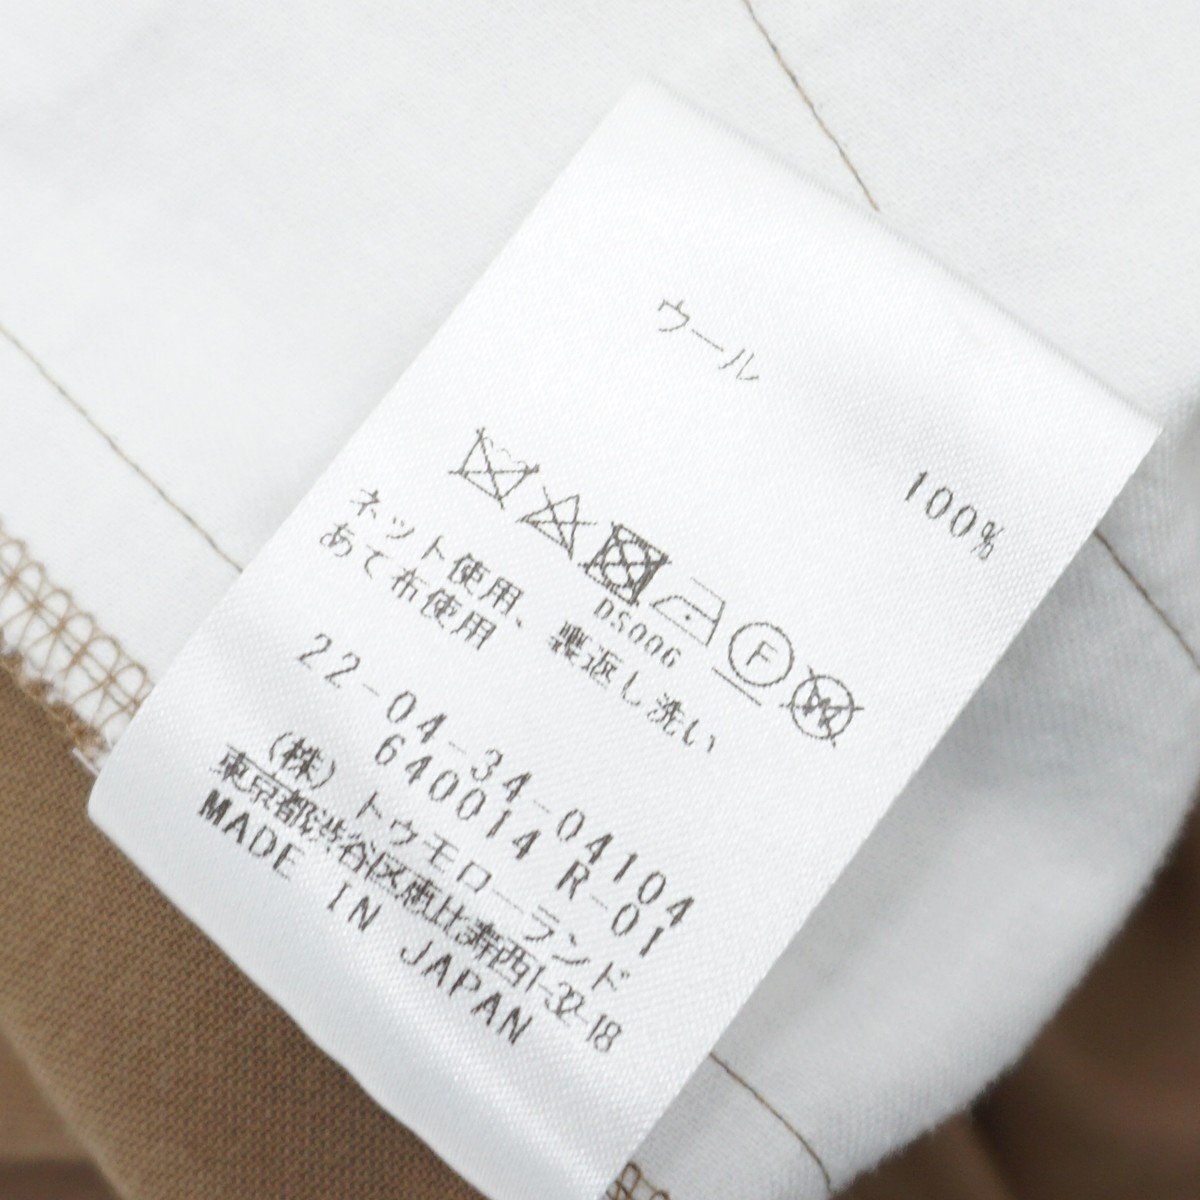 ウール
100%
F
W
DS006
ネット使用、裏返し洗い
あて布使用
22-04-34-04104
640014 R-01
(株)トゥモローランド
東京都渋谷区恵比寿西1-32-18
MADE IN JAPAN